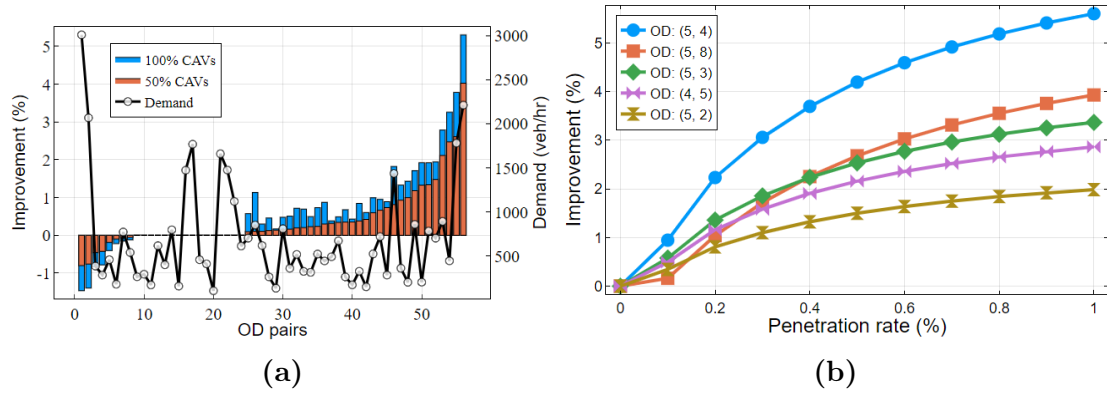 5
4
3
2
1
0
-1
Improvement (%)
100% CAVs
50% CAVs
Demand
3000
2500
2000
1500
1000
500
Demand (veh/hr)
0 10 20 30 40 50
OD pairs
(a)
5
4
3
2
1
0
Improvement (%)
OD: (5, 4)
OD: (5, 8)
OD: (5, 3)
OD: (4, 5)
OD: (5, 2)
0 0.2 0.4 0.6 0.8 1
Penetration rate (%)
(b)